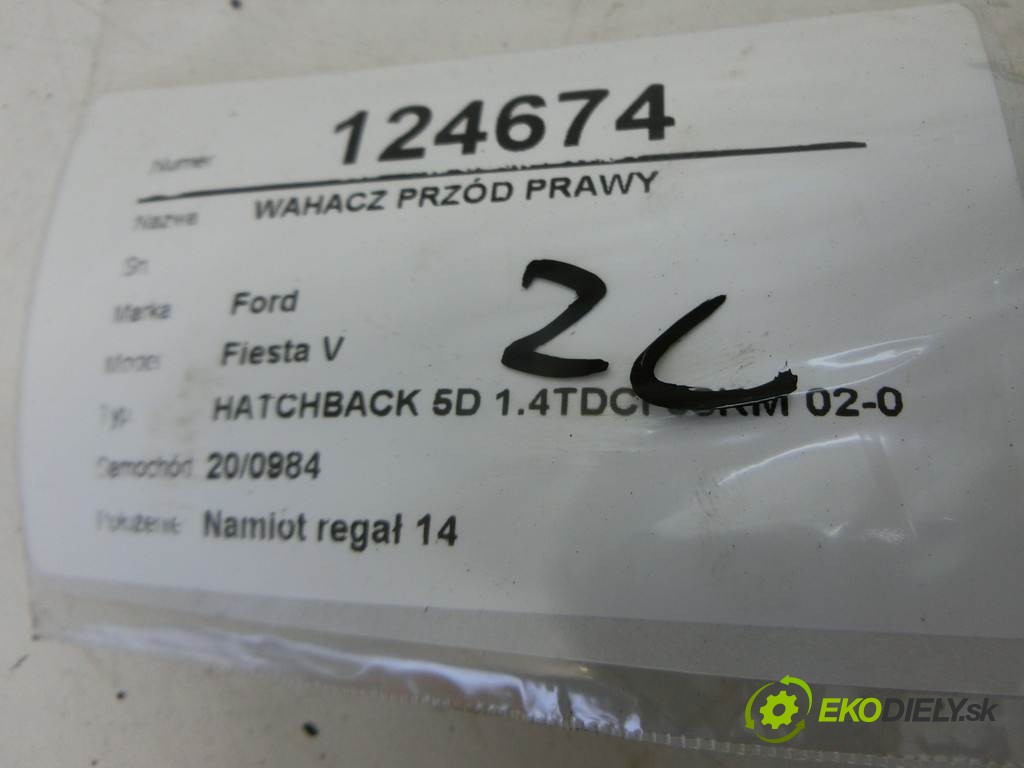 Numer 124674
Nazwa WAHACZ PRZÓD PRAWY
Sn
Marka Ford
Model Fiesta V
Typ HATCHBACK 5D 1.4TDCI 02-0
Samochód 20/0984
Położenie Namiot regał 14
EKODIELY.sk